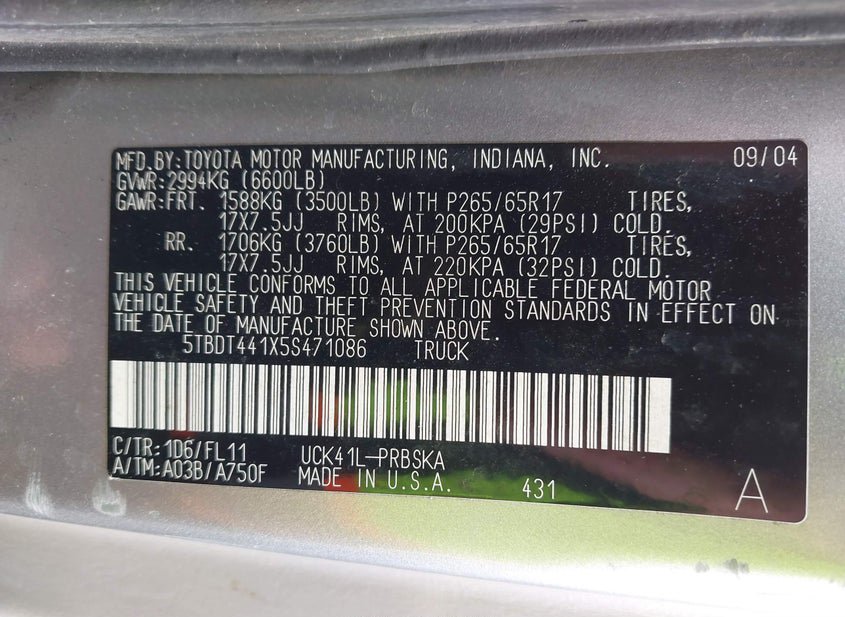 MFD.BY:TOYOTA MOTOR MANUFACTURING, INDIANA, INC. 09/04
GVWR:2994KG (6600LB)
GAWR:FRT. 1588KG (3500LB) WITH P265/65R17 TIRES,
17X7.5JJ RIMS, AT 200KPA (29PSI) COLD.
RR. 1706KG (3760LB) WITH P265/65R17 TIRES,
17X7.5JJ RIMS, AT 220KPA (32PSI) COLD.
THIS VEHICLE CONFORMS TO ALL APPLICABLE FEDERAL MOTOR
VEHICLE SAFETY AND THEFT PREVENTION STANDARDS IN EFFECT ON
THE DATE OF MANUFACTURE SHOWN ABOVE.
5TBDT441X5S471086 TRUCK
C/TR:1D6/FL11 UCK41L-PRBSKA
A/TM:A03B/A750F MADE IN U.S.A. 431 A